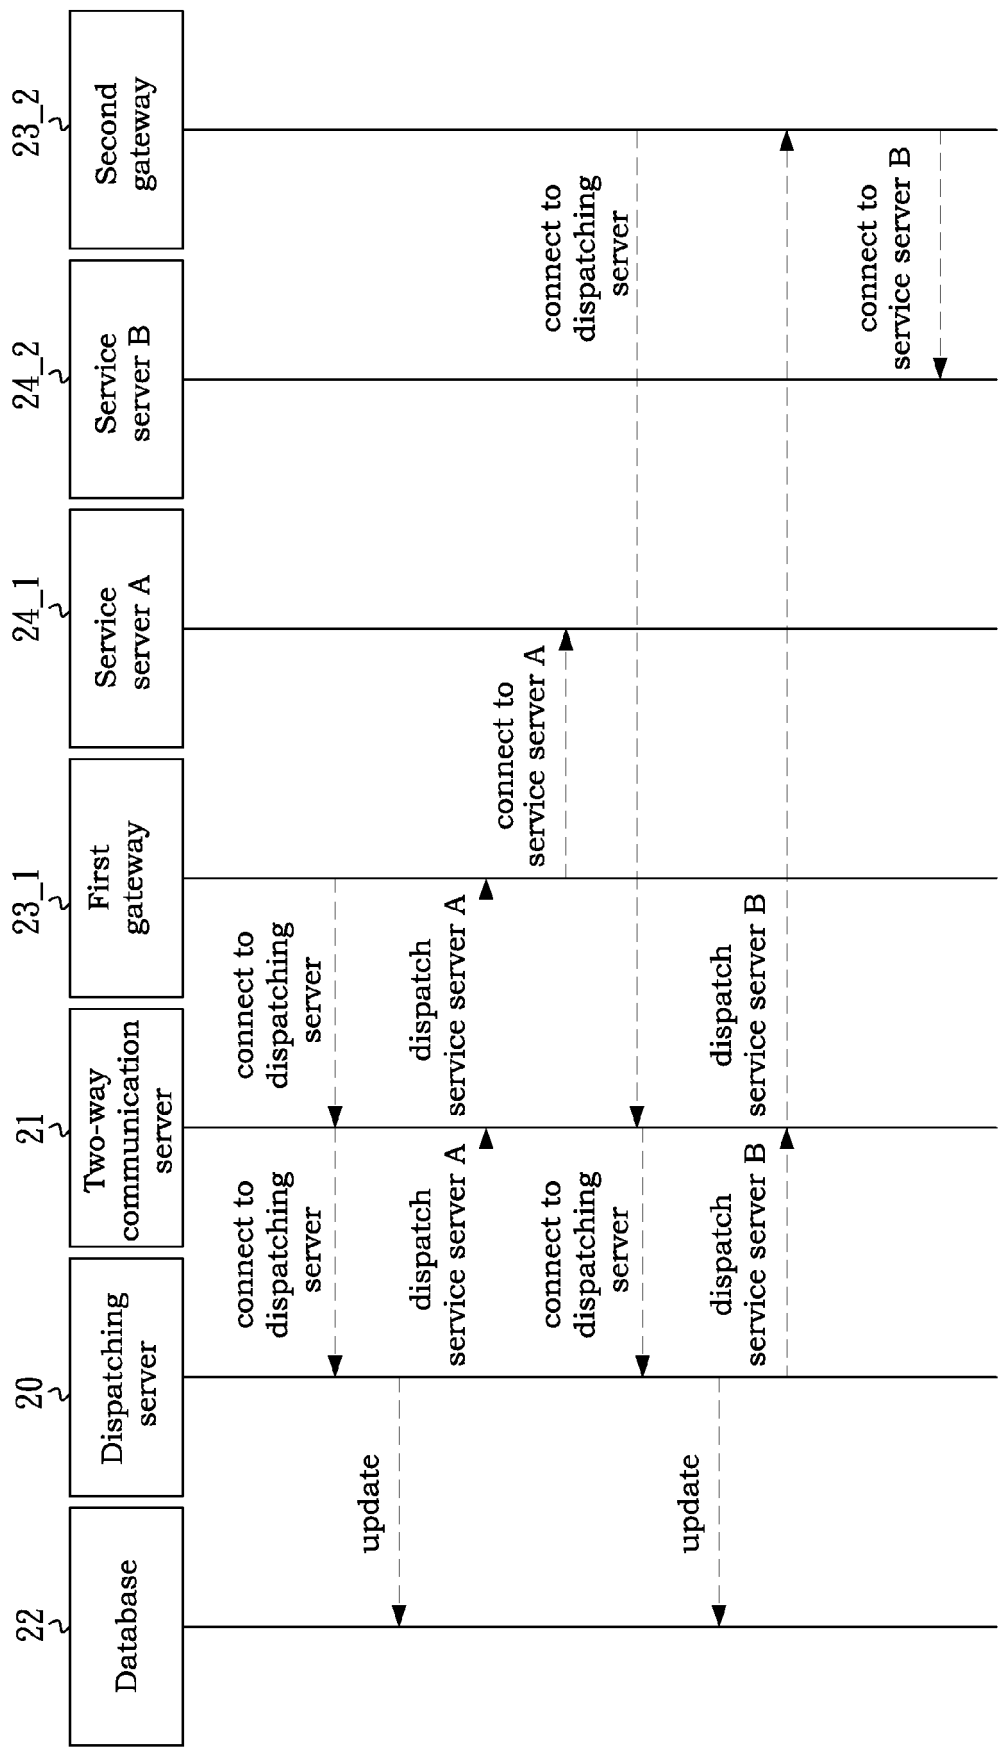 22
20
21
23_1
24_1
24_2
23_2
Database
Dispatching
server
Two-way
communication
server
First
gateway
Service
server A
Service
server B
Second
gateway
connect to
dispatching
server
connect to
dispatching
server
update
dispatch
service server A
dispatch
service server A
connect to
service server A
connect to
dispatching
server
connect to
dispatching
server
update
dispatch
service server B
dispatch
service server B
connect to
service server B